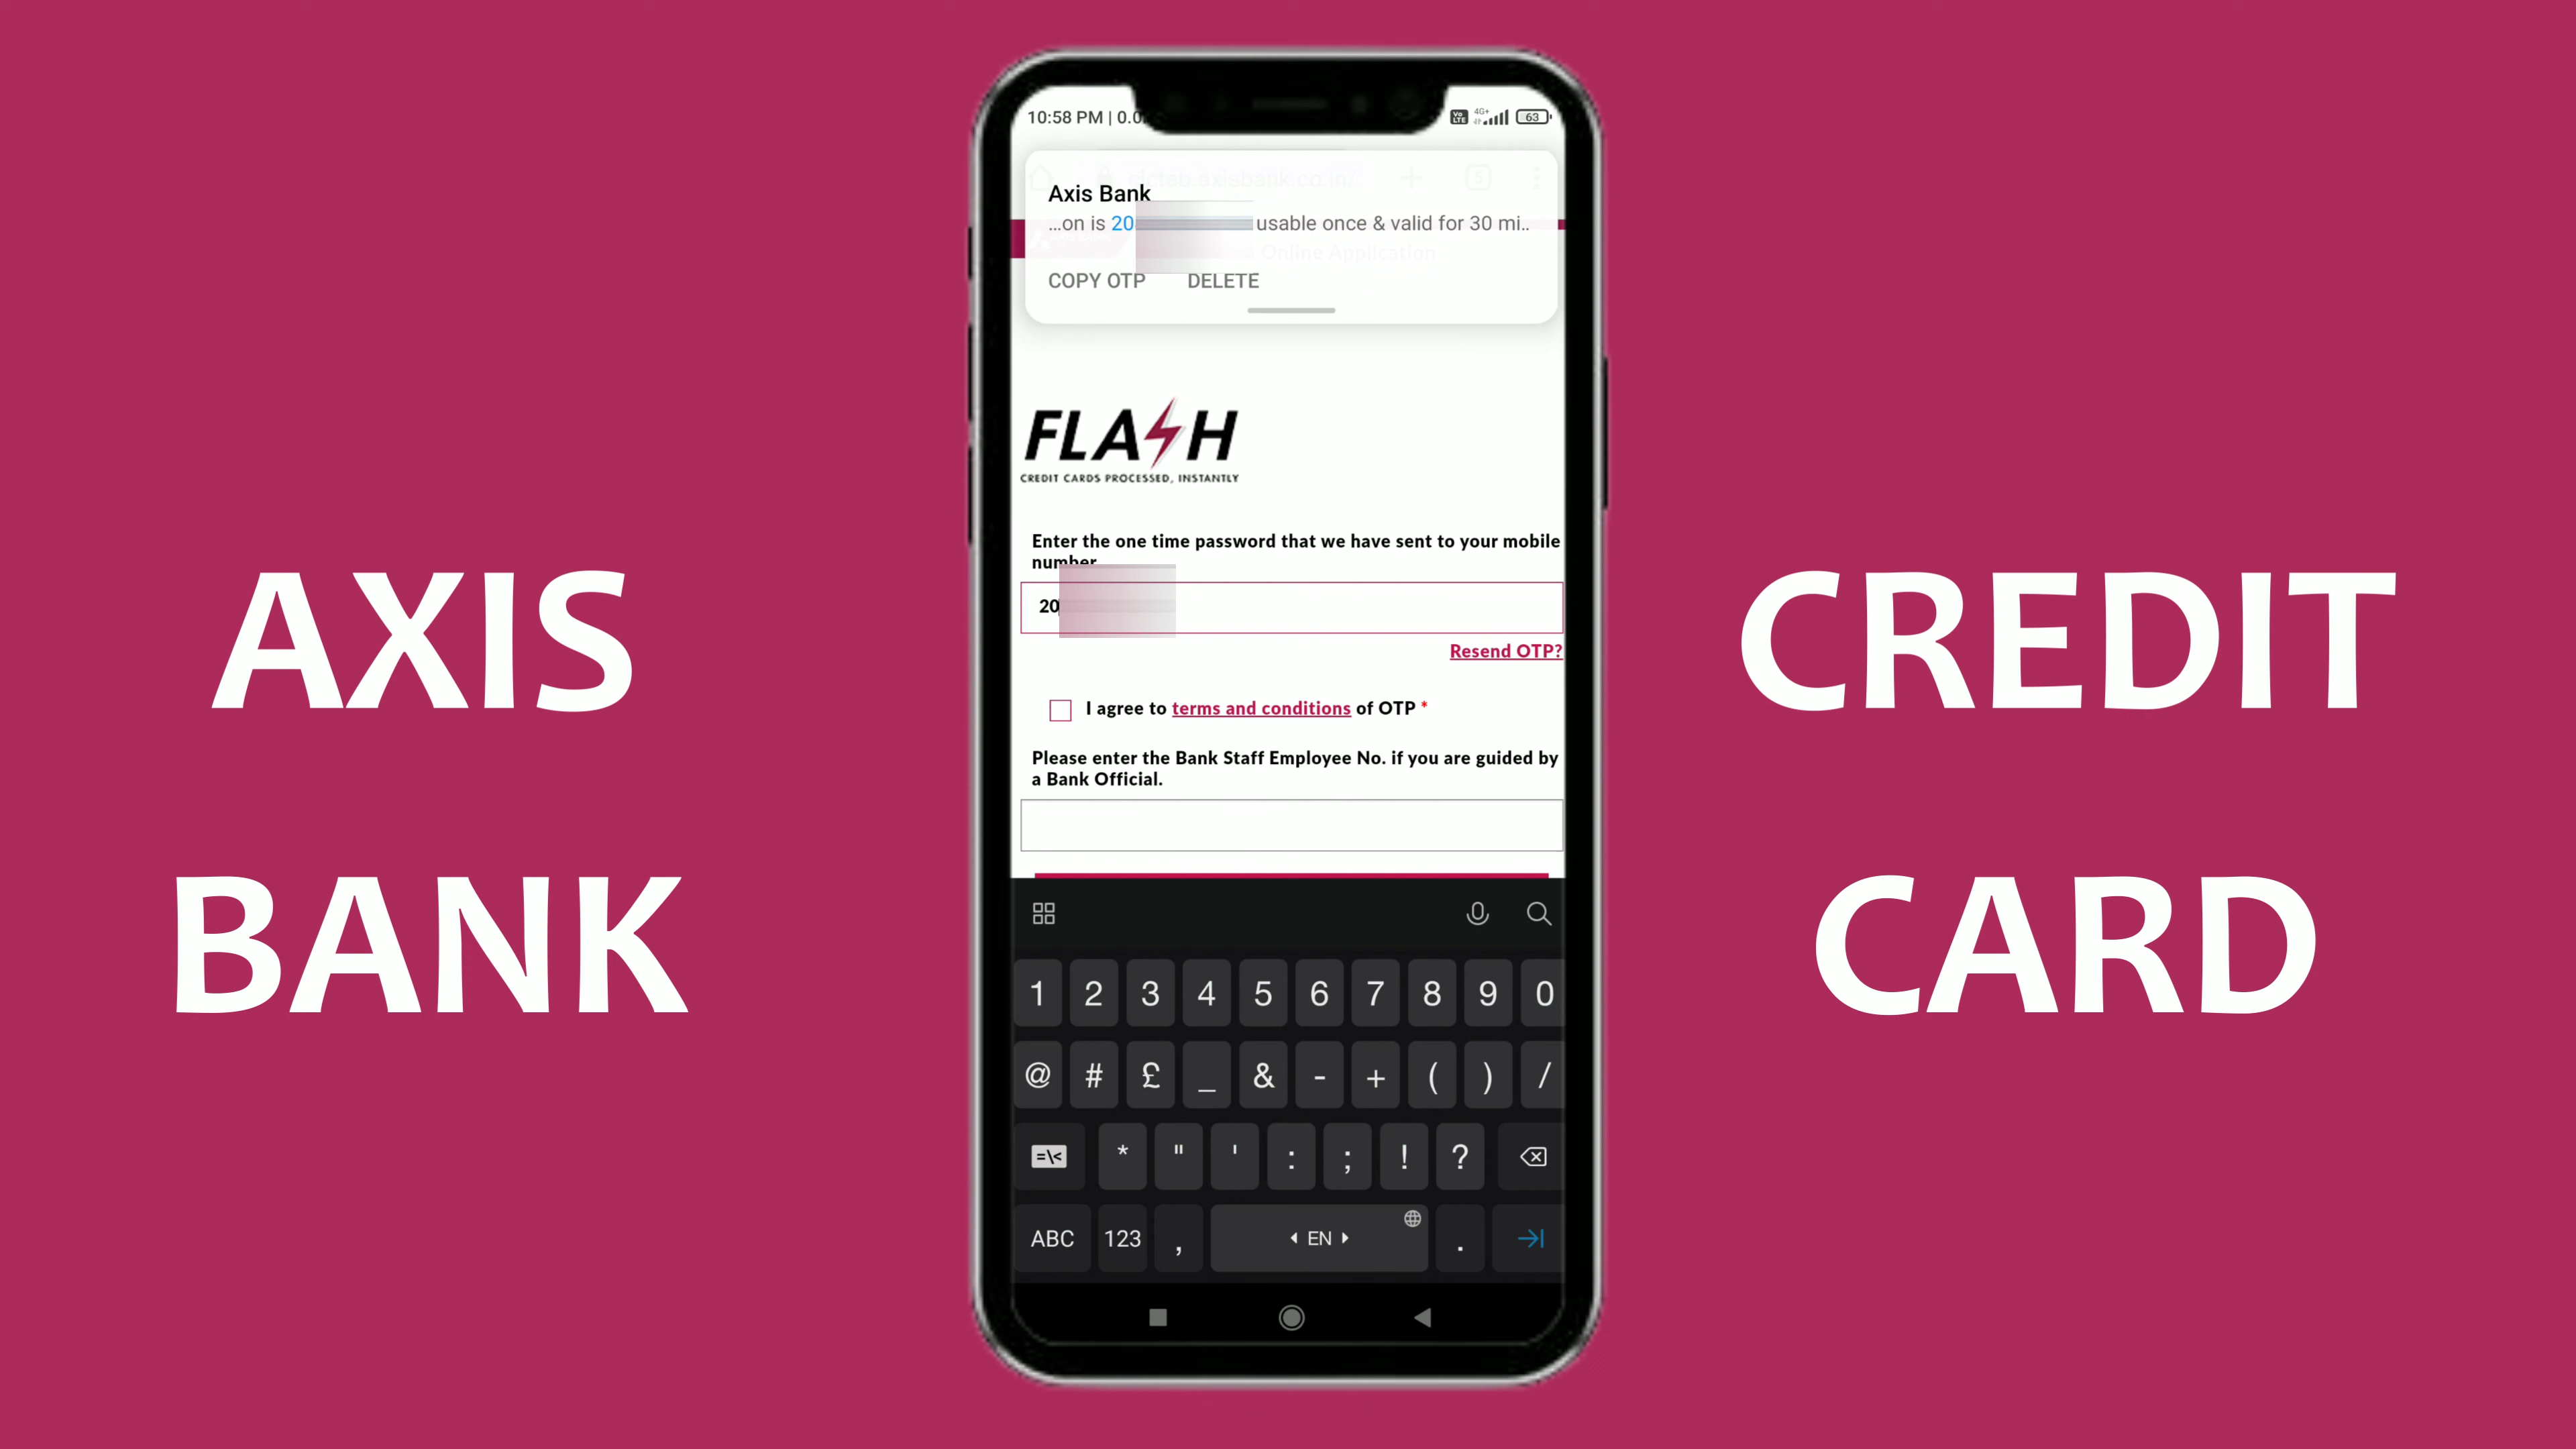 AXIS
BANK
10:58 PM | 0.0
4G+
63
Axis Bank
...on is 20 usable once & valid for 30 mi..
Online Application
COPY OTP DELETE
FLASH
CREDIT CARDS PROCESSED, INSTANTLY
Enter the one time password that we have sent to your mobile
number
20
Resend OTP?
I agree to terms and conditions of OTP *
Please enter the Bank Staff Employee No. if you are guided by
a Bank Official.
1 2 3 4 5 6 7 8 9 0
@ # £ _ & - + ( ) /
=\< * " ' : ; ! ?
ABC 123 , EN .
CREDIT
CARD